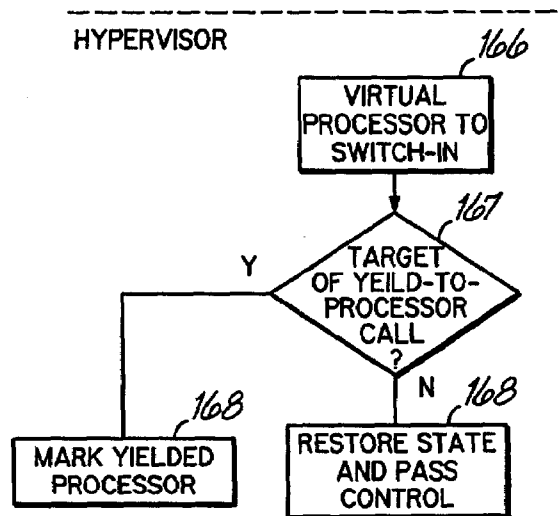 HYPERVISOR
166
VIRTUAL
PROCESSOR TO
SWITCH-IN
167
TARGET
OF YEILD-TO-
PROCESSOR
CALL
?
Y
N
168
MARK YIELDED
PROCESSOR
168
RESTORE STATE
AND PASS
CONTROL